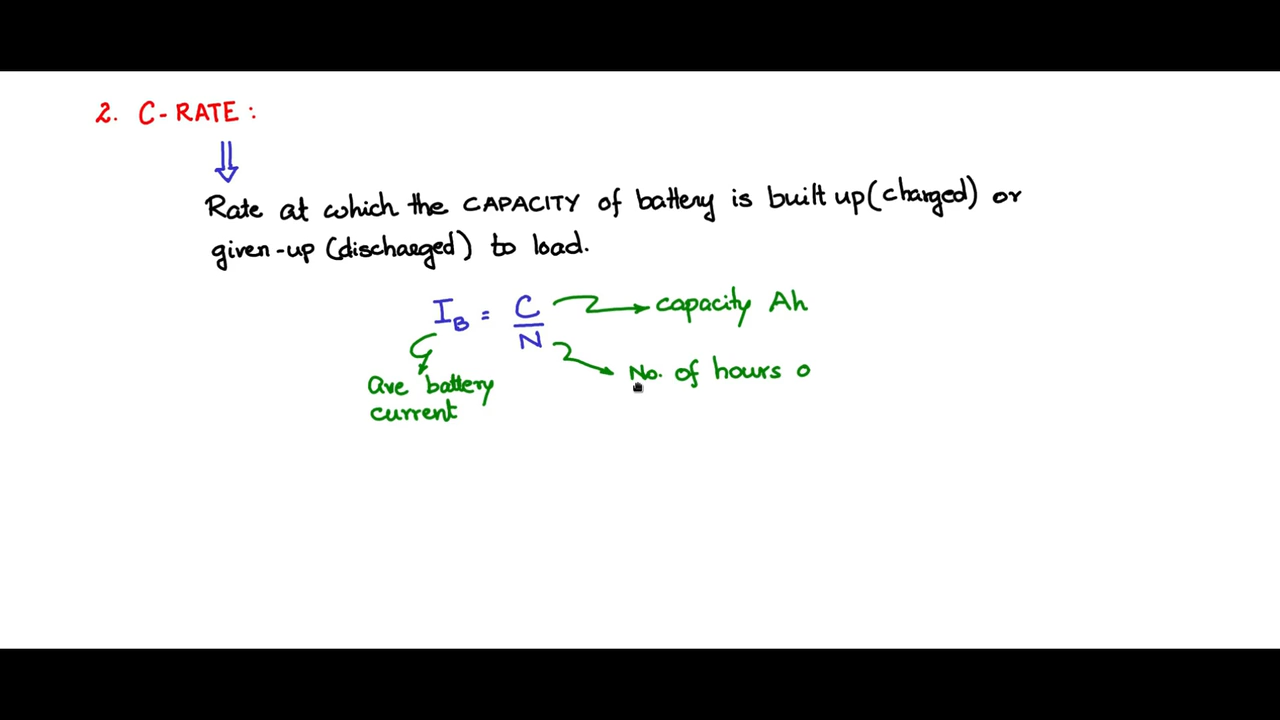 2. C-RATE:
Rate at which the CAPACITY of battery is built up (charged) or
given-up (discharged) to load.
I_B = C/N
capacity Ah
No. of hours o
ave battery
current